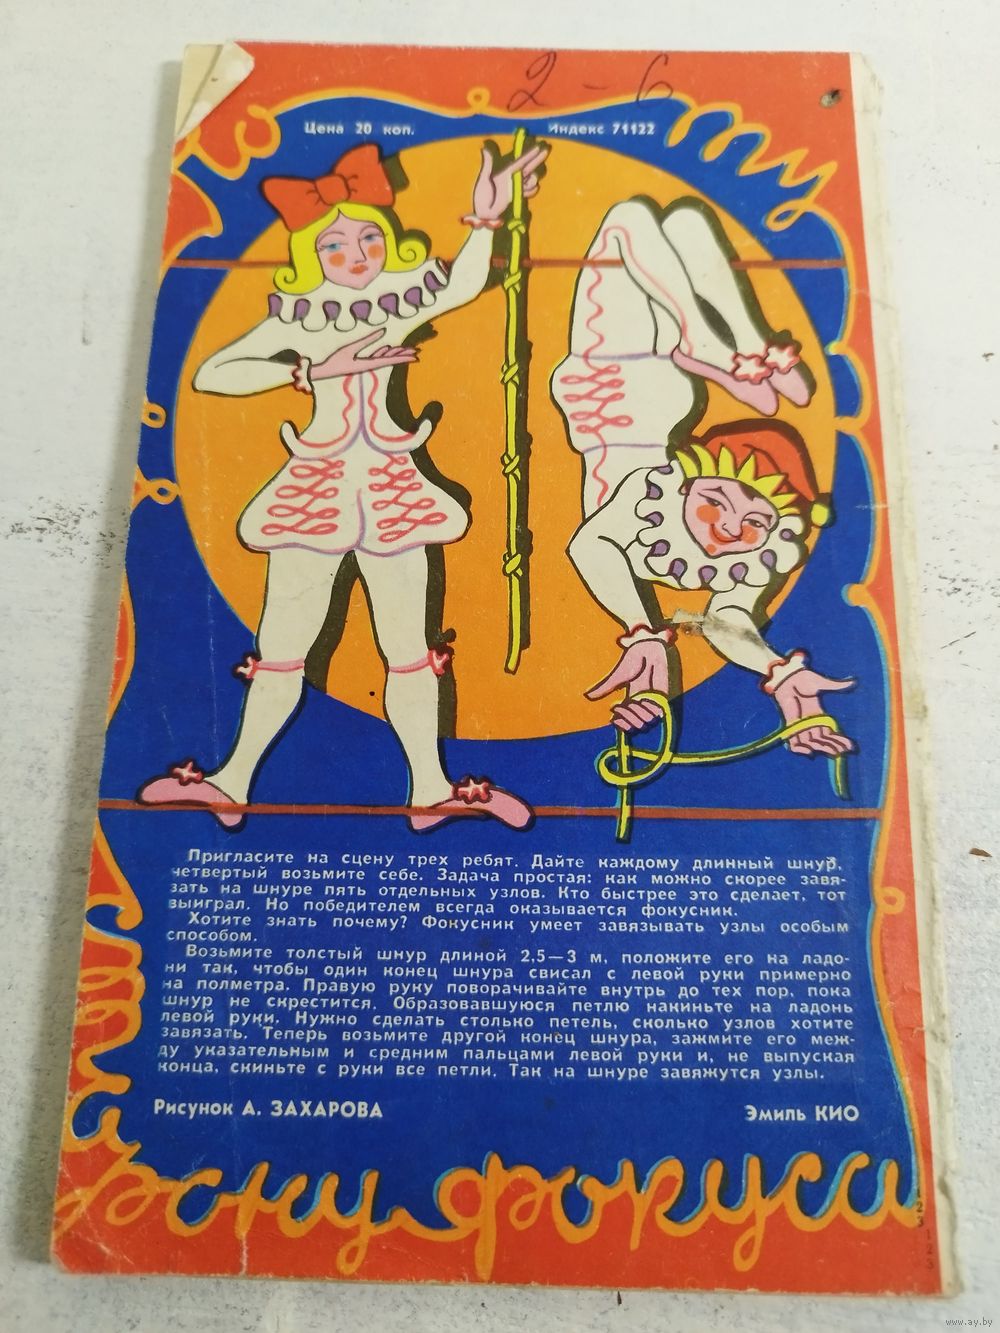 2 - 6
по ту
Цена 20 коп. Индекс 71122
Пригласите на сцену трех ребят. Дайте каждому длинный шнур,
четвертый возьмите себе. Задача простая: как можно скорее завя-
зать на шнуре пять отдельных узлов. Кто быстрее это сделает, тот
выиграл. Но победителем всегда оказывается фокусник.
Хотите знать почему? Фокусник умеет завязывать узлы особым
способом.
Возьмите толстый шнур длиной 2,5—3 м, положите его на ладо-
ни так, чтобы один конец шнура свисал с левой руки примерно
на полметра. Правую руку поворачивайте внутрь до тех пор, пока
шнур не скрестится. Образовавшуюся петлю накиньте на ладонь
левой руки. Нужно сделать столько петель, сколько узлов хотите
завязать. Теперь возьмите другой конец шнура, зажмите его меж-
ду указательным и средним пальцами левой руки и, не выпуская
конца, скиньте с руки все петли. Так на шнуре завяжутся узлы.
Рисунок А. ЗАХАРОВА Эмиль КИО
фокуса
www.ay.by